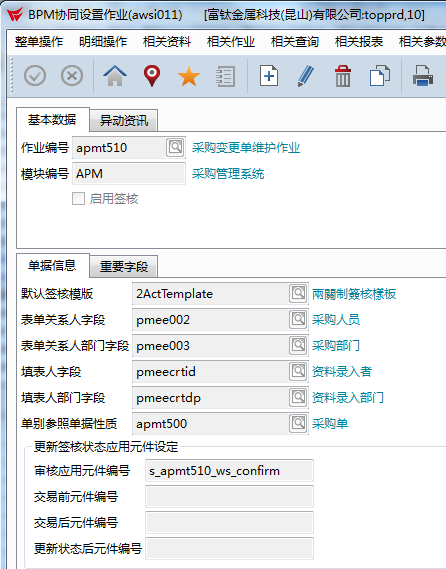 BPM协同设置作业(awsi011) [富钛金属科技(昆山)有限公司:topprd,10]
整单操作 明细操作 相关资料 相关作业 相关查询 相关报表 相关参数
基本数据 异动资讯
作业编号 apmt510 采购变更单维护作业
模块编号 APM 采购管理系统
启用签核
单据信息 重要字段
默认签核模版 2ActTemplate 兩關制簽核樣板
表单关系人字段 pmee002 采购人员
表单关系人部门字段 pmee003 采购部门
填表人字段 pmeecrtid 资料录入者
填表人部门字段 pmeecrtdp 资料录入部门
单别参照单据性质 apmt500 采购单
更新签核状态应用元件设定
审核应用元件编号 s_apmt510_ws_confirm
交易前元件编号
交易后元件编号
更新状态后元件编号